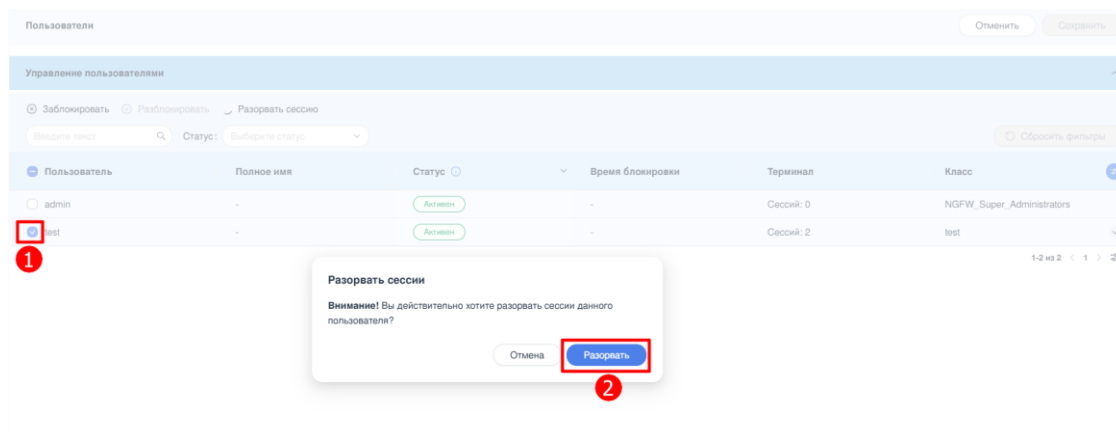 Пользователи
Отменить Сохранить
Управление пользователями
Заблокировать Разблокировать Разорвать сессию
Введите текст Статус: Выберите статус Сбросить фильтры
Пользователь Полное имя Статус Время блокировки Терминал Класс
admin - Активен - Сессий: 0 NGFW_Super_Administrators
test - Активен - Сессий: 2 test
1
1-2 из 2 < 1 >
Разорвать сессии
Внимание! Вы действительно хотите разорвать сессии данного
пользователя?
Отмена Разорвать
2